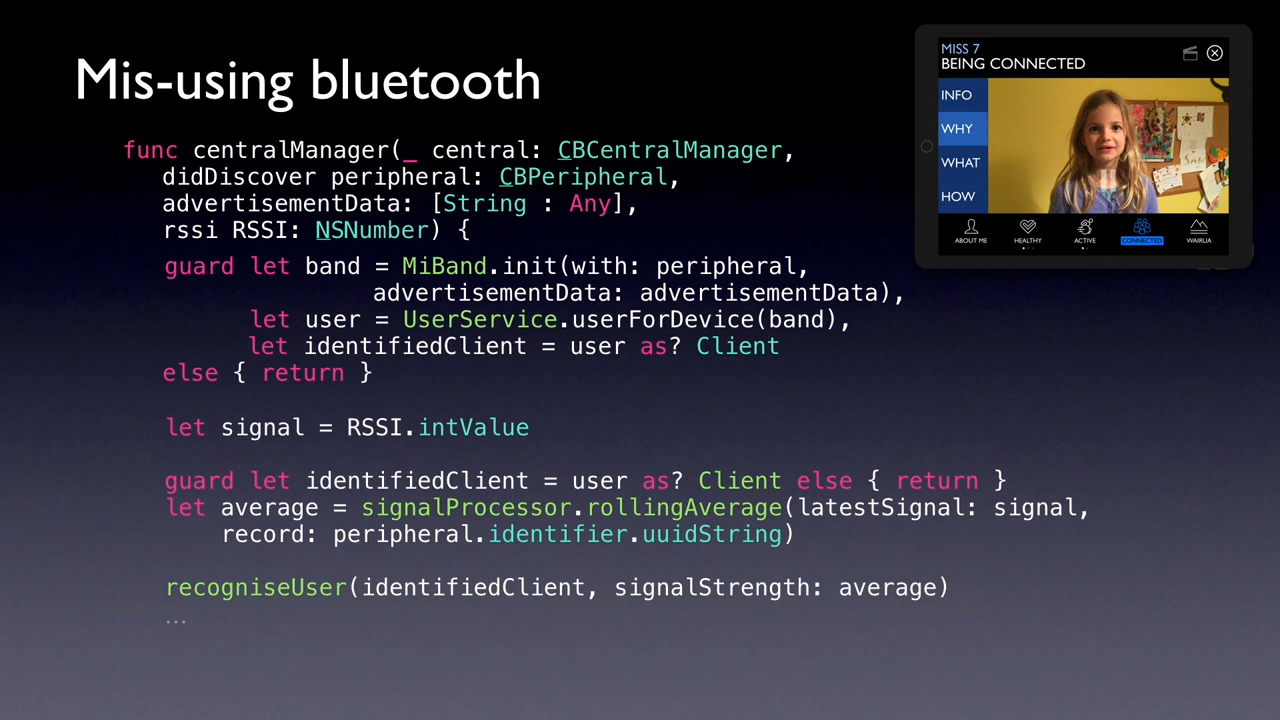 Mis-using bluetooth
func centralManager(_ central: CBCentralManager,
didDiscover peripheral: CBPeripheral,
advertisementData: [String : Any],
rssi RSSI: NSNumber) {
guard let band = MiBand.init(with: peripheral,
advertisementData: advertisementData),
let user = UserService.userForDevice(band),
let identifiedClient = user as? Client
else { return }
let signal = RSSI.intValue
guard let identifiedClient = user as? Client else { return }
let average = signalProcessor.rollingAverage(latestSignal: signal,
record: peripheral.identifier.uuidString)
recogniseUser(identifiedClient, signalStrength: average)
...
MISS 7
BEING CONNECTED
INFO
WHY
WHAT
HOW
ABOUT ME HEALTHY ACTIVE CONNECTED WAIRUA